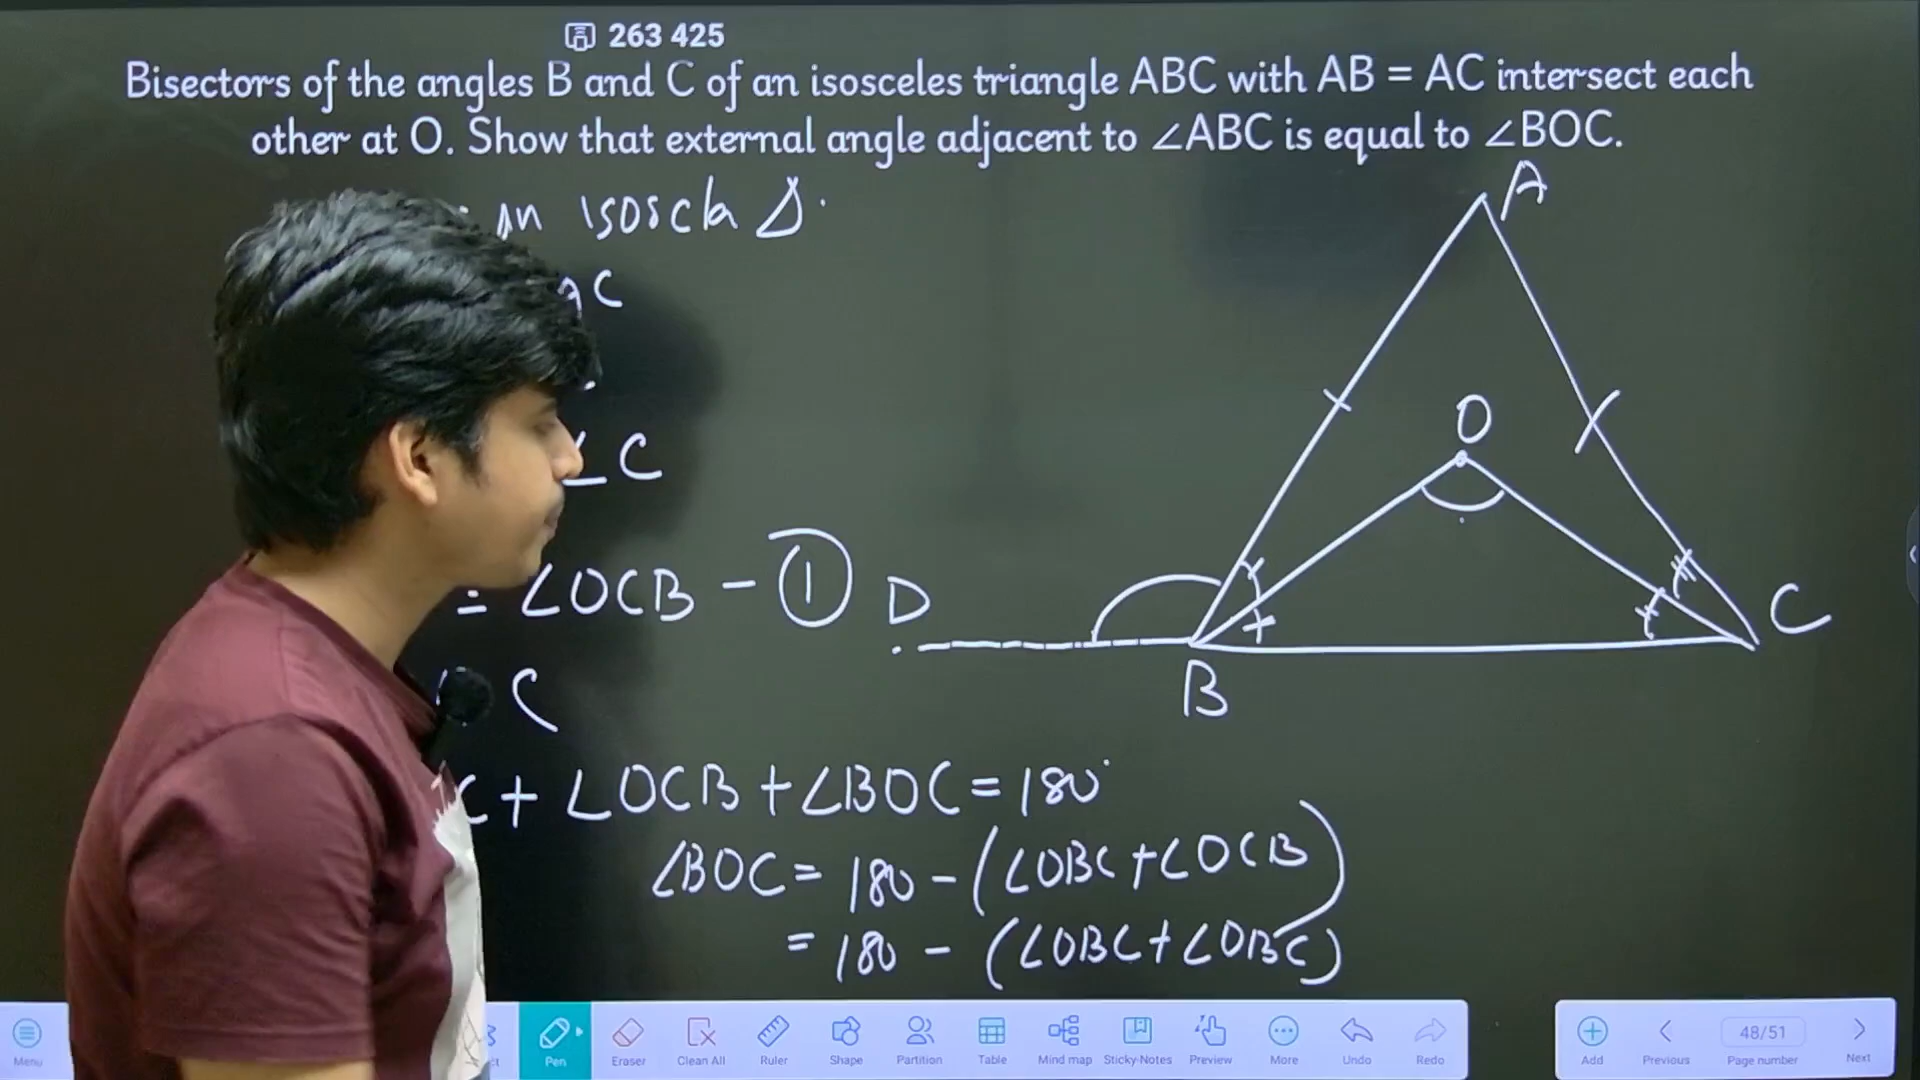 263 425
Bisectors of the angles B and C of an isosceles triangle ABC with AB = AC intersect each
other at O. Show that external angle adjacent to ∠ABC is equal to ∠BOC.
A
C
O
∠C
= ∠OCB - ① D
C
C
B
C + ∠OCB + ∠BOC = 180°
∠BOC = 180 - (∠OBC + ∠OCB)
= 180 - (∠OBC + ∠OBC)
Menu
Pen
Eraser
Clean All
Ruler
Shape
Partition
Table
Mind map
Sticky Notes
Preview
More
Undo
Redo
Add
Previous
48/51
Page number
Next